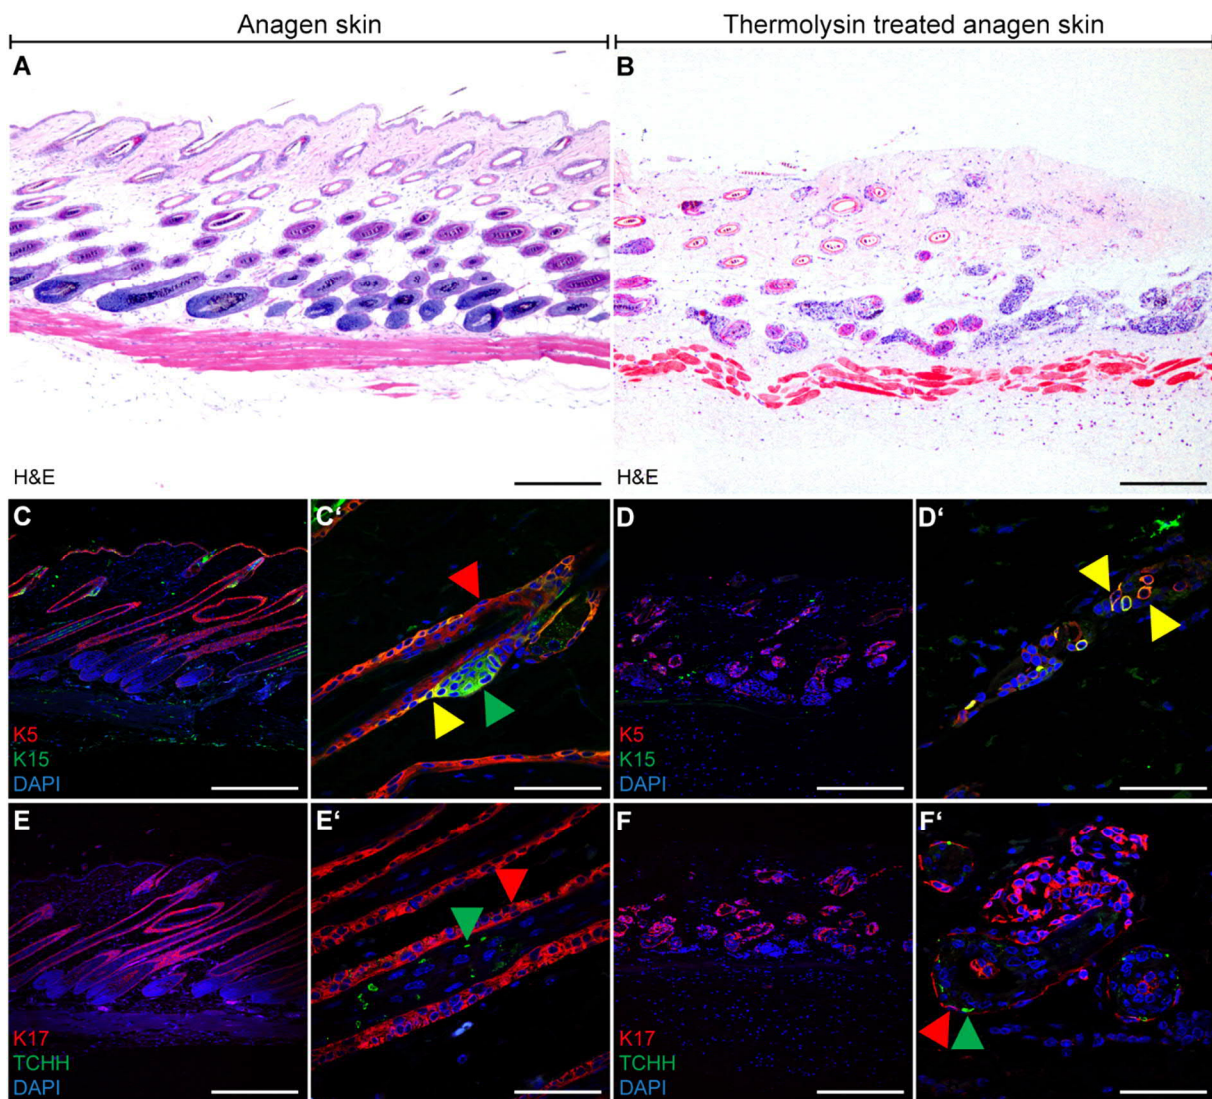 Anagen skin
Thermolysin treated anagen skin
A
B
H&E
H&E
C
C'
D
D'
K5
K15
DAPI
K5
K15
DAPI
E
E'
F
F'
K17
TCHH
DAPI
K17
TCHH
DAPI